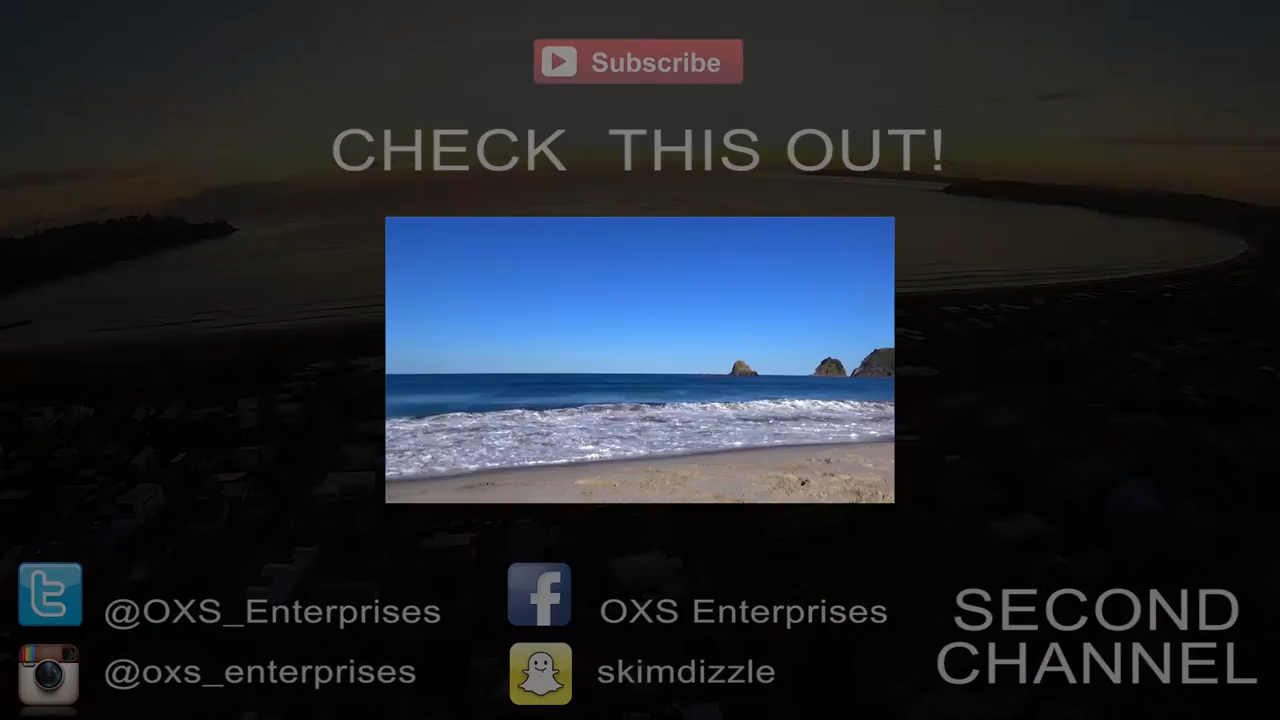 Subscribe
CHECK THIS OUT!
@OXS_Enterprises
OXS Enterprises
@oxs_enterprises
skimdizzle
SECOND
CHANNEL